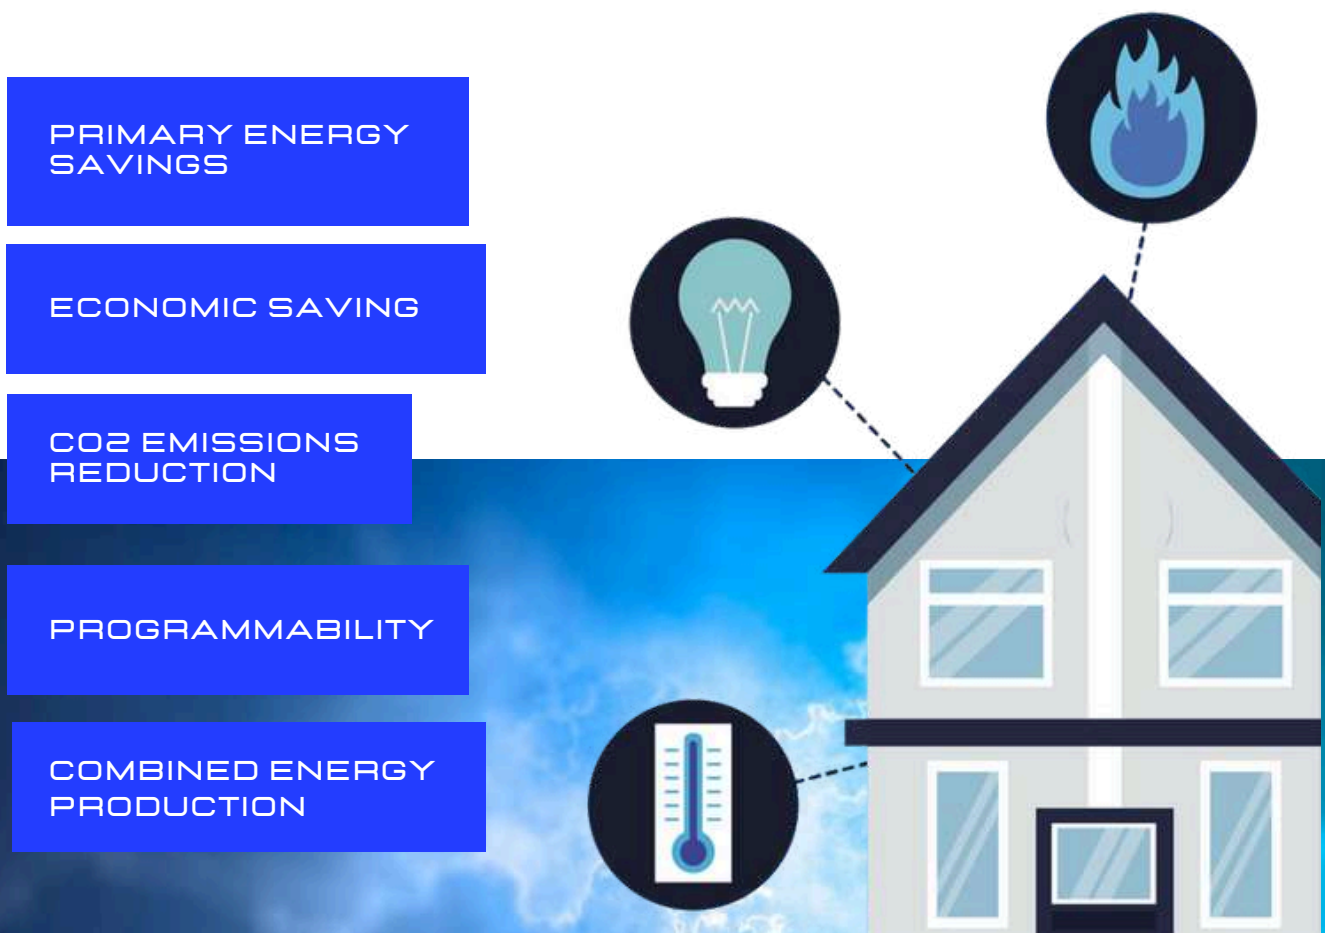 PRIMARY ENERGY
SAVINGS
ECONOMIC SAVING
CO2 EMISSIONS
REDUCTION
PROGRAMMABILITY
COMBINED ENERGY
PRODUCTION